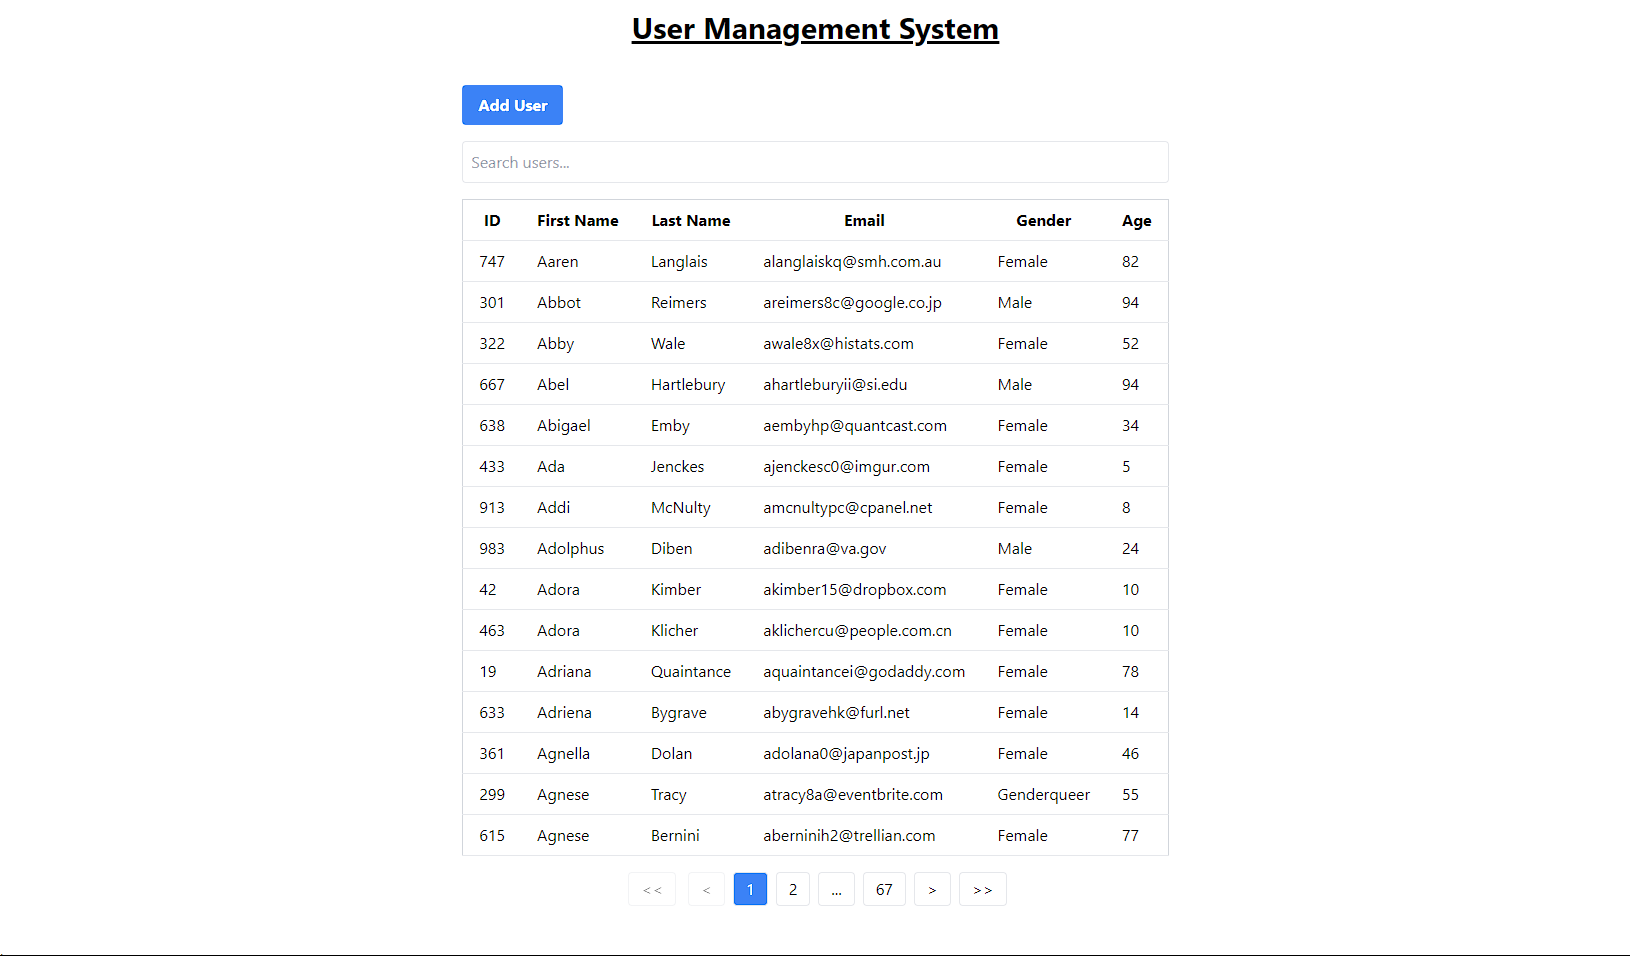 User Management System
Add User
Search users...
ID First Name Last Name Email Gender Age
747 Aaren Langlais alanglaiskq@smh.com.au Female 82
301 Abbot Reimers areimers8c@google.co.jp Male 94
322 Abby Wale awale8x@histats.com Female 52
667 Abel Hartlebury ahartleburyii@si.edu Male 94
638 Abigael Emby aembyhp@quantcast.com Female 34
433 Ada Jenckes ajenckesc0@imgur.com Female 5
913 Addi McNulty amcnultypc@cpanel.net Female 8
983 Adolphus Diben adibenra@va.gov Male 24
42 Adora Kimber akimber15@dropbox.com Female 10
463 Adora Klicher aklichercu@people.com.cn Female 10
19 Adriana Quaintance aquaintancei@godaddy.com Female 78
633 Adriena Bygrave abygravehk@furl.net Female 14
361 Agnella Dolan adolana0@japanpost.jp Female 46
299 Agnese Tracy atracy8a@eventbrite.com Genderqueer 55
615 Agnese Bernini aberninih2@trellian.com Female 77
<< < 1 2 ... 67 > >>